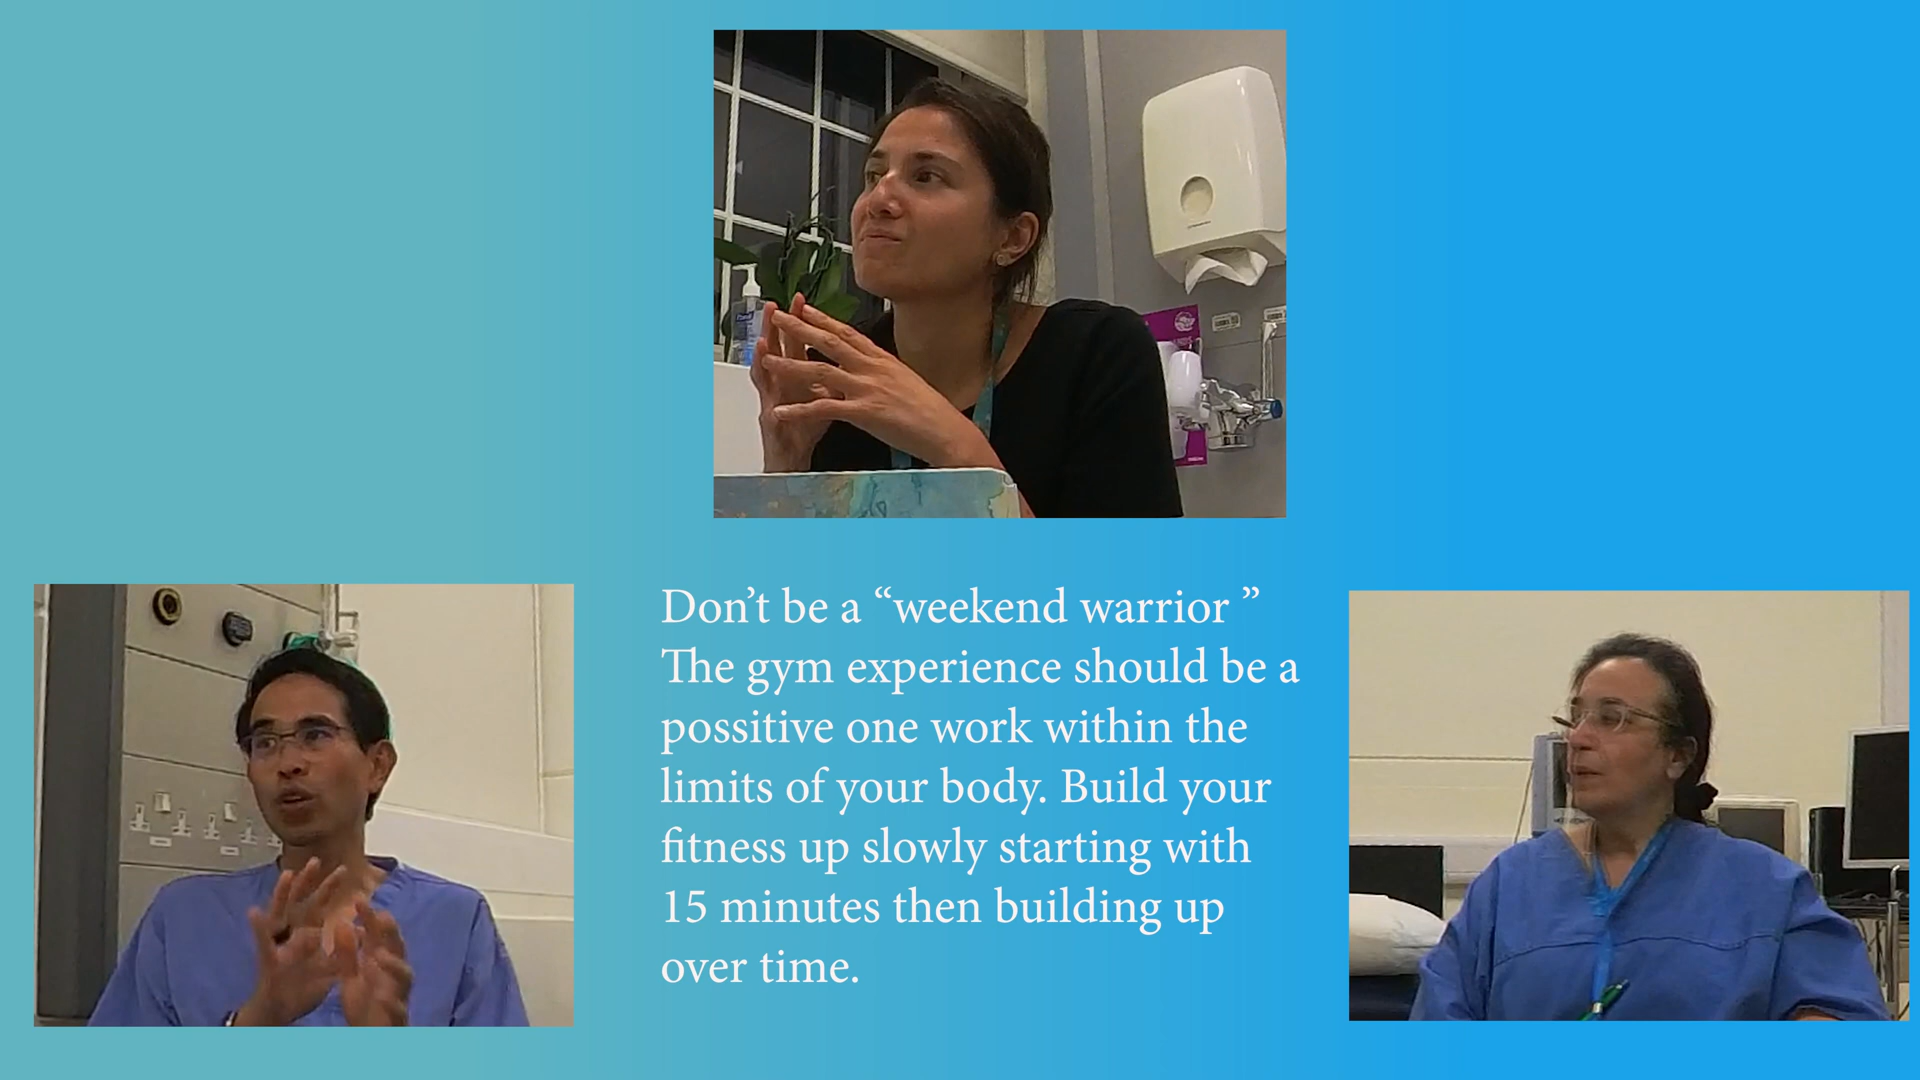 Don’t be a “weekend warrior ”
The gym experience should be a
possitive one work within the
limits of your body. Build your
fitness up slowly starting with
15 minutes then building up
over time.